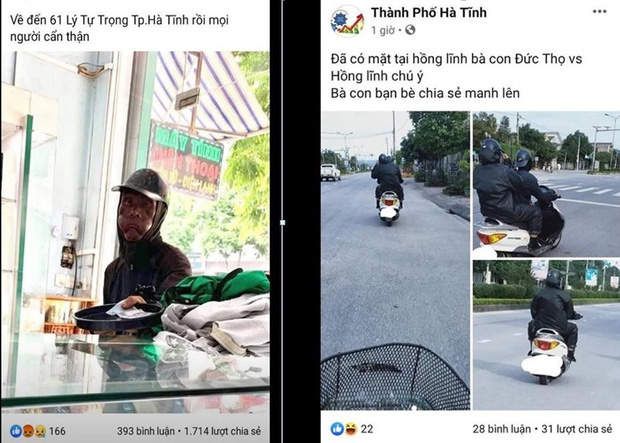 Về đến 61 Lý Tự Trọng Tp.Hà Tĩnh rồi mọi
người cẩn thận
166
393 bình luận • 1.714 lượt chia sẻ
Thành Phố Hà Tĩnh
1 giờ
Đã có mặt tại hồng lĩnh bà con Đức Thọ vs
Hồng lĩnh chú ý
Bà con bạn bè chia sẻ manh lên
22
28 bình luận • 31 lượt chia sẻ